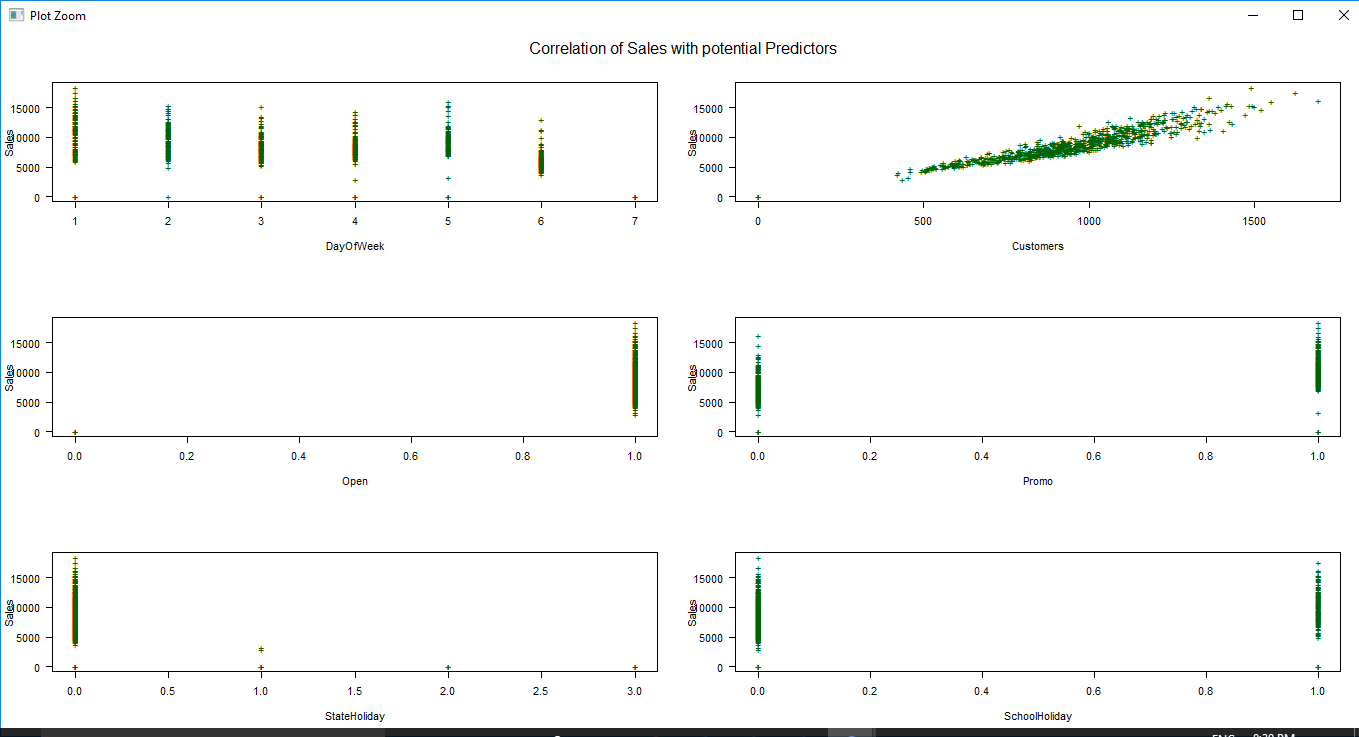 Plot Zoom
Correlation of Sales with potential Predictors
Sales
15000
10000
5000
0
1 2 3 4 5 6 7
DayOfWeek
Sales
15000
10000
5000
0
0 500 1000 1500
Customers
Sales
15000
10000
5000
0
0.0 0.2 0.4 0.6 0.8 1.0
Open
Sales
15000
10000
5000
0
0.0 0.2 0.4 0.6 0.8 1.0
Promo
Sales
15000
10000
5000
0
0.0 0.5 1.0 1.5 2.0 2.5 3.0
StateHoliday
Sales
15000
10000
5000
0
0.0 0.2 0.4 0.6 0.8 1.0
SchoolHoliday